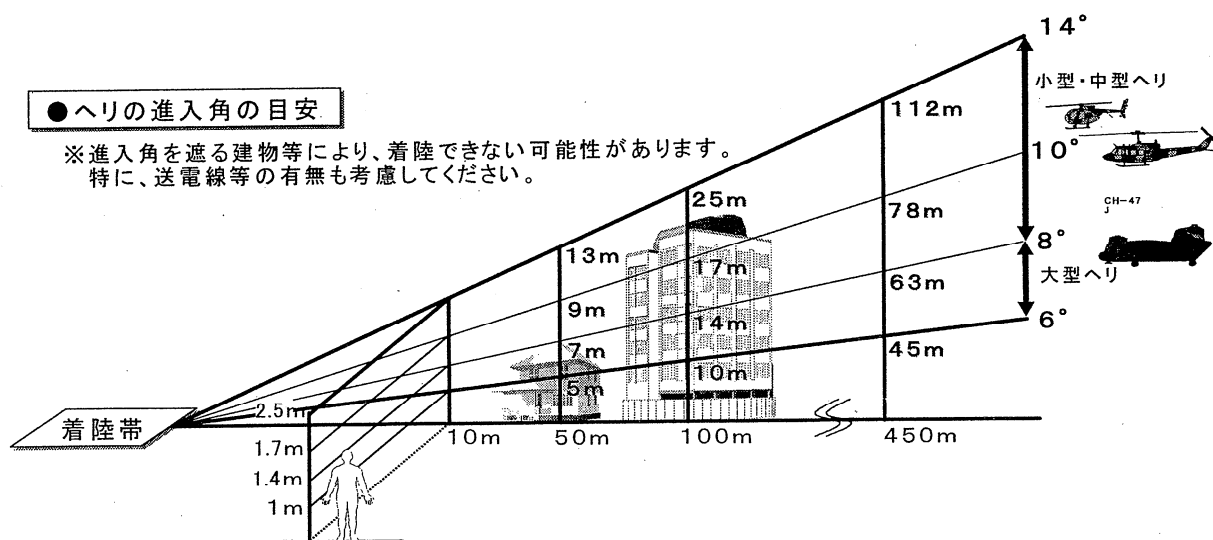 ●ヘリの進入角の目安
※進入角を遮る建物等により、着陸できない可能性があります。
特に、送電線等の有無も考慮してください。
14°
小型・中型ヘリ
10°
CH-47
J
8°
大型ヘリ
6°
112m
78m
63m
45m
25m
17m
14m
10m
13m
9m
7m
5m
2.5m
1.7m
1.4m
1m
着陸帯
10m
50m
100m
450m